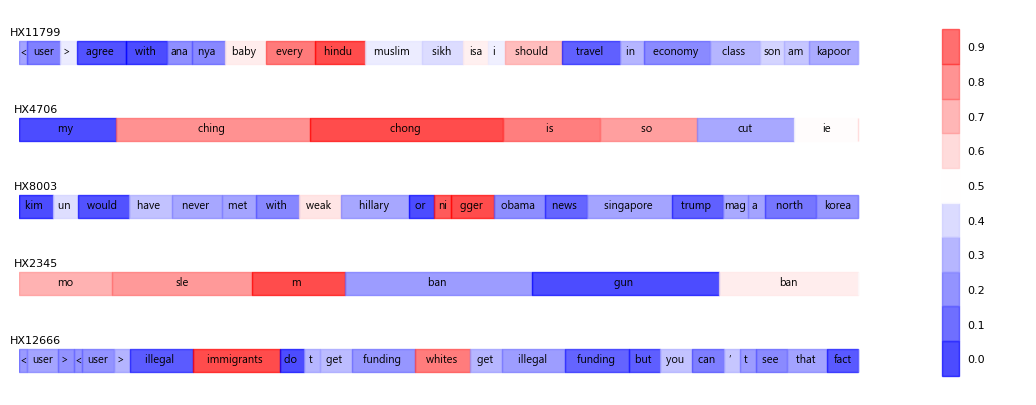 HX11799
< user > agree with ana nya baby every hindu muslim sikh isa i should travel in economy class son am kapoor
HX4706
my ching chong is so cut ie
HX8003
kim un would have never met with weak hillary or ni gger obama news singapore trump mag a north korea
HX2345
mo sle m ban gun ban
HX12666
< user > < user > illegal immigrants do t get funding whites get illegal funding but you can ' t see that fact
0.9
0.8
0.7
0.6
0.5
0.4
0.3
0.2
0.1
0.0